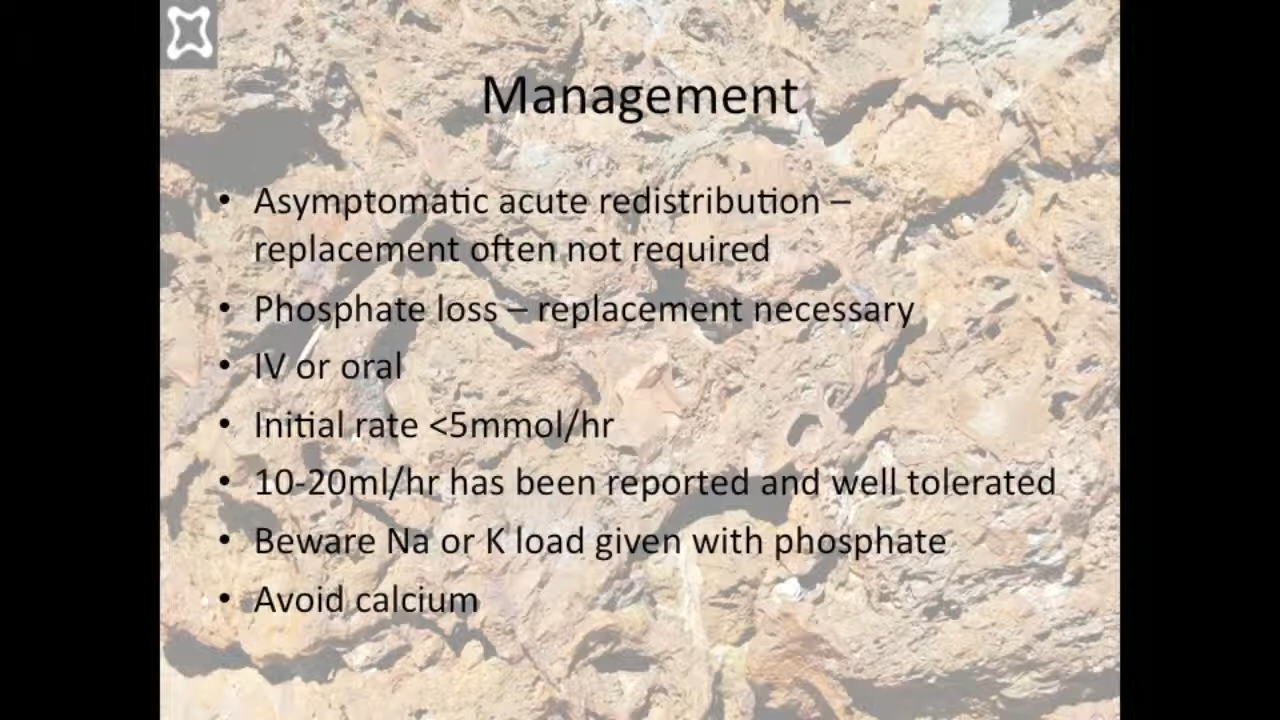 Management
• Asymptomatic acute redistribution –
replacement often not required
• Phosphate loss – replacement necessary
• IV or oral
• Initial rate <5mmol/hr
• 10-20ml/hr has been reported and well tolerated
• Beware Na or K load given with phosphate
• Avoid calcium